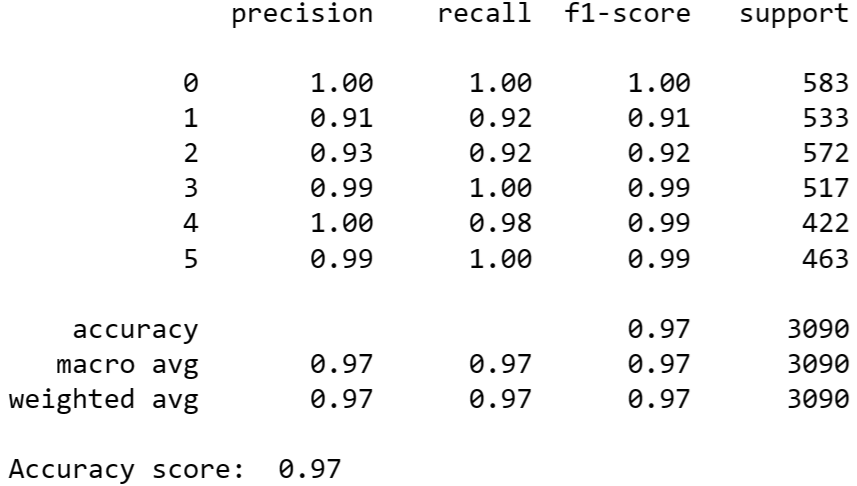 precision recall f1-score support
0 1.00 1.00 1.00 583
1 0.91 0.92 0.91 533
2 0.93 0.92 0.92 572
3 0.99 1.00 0.99 517
4 1.00 0.98 0.99 422
5 0.99 1.00 0.99 463
accuracy 0.97 3090
macro avg 0.97 0.97 0.97 3090
weighted avg 0.97 0.97 0.97 3090
Accuracy score: 0.97